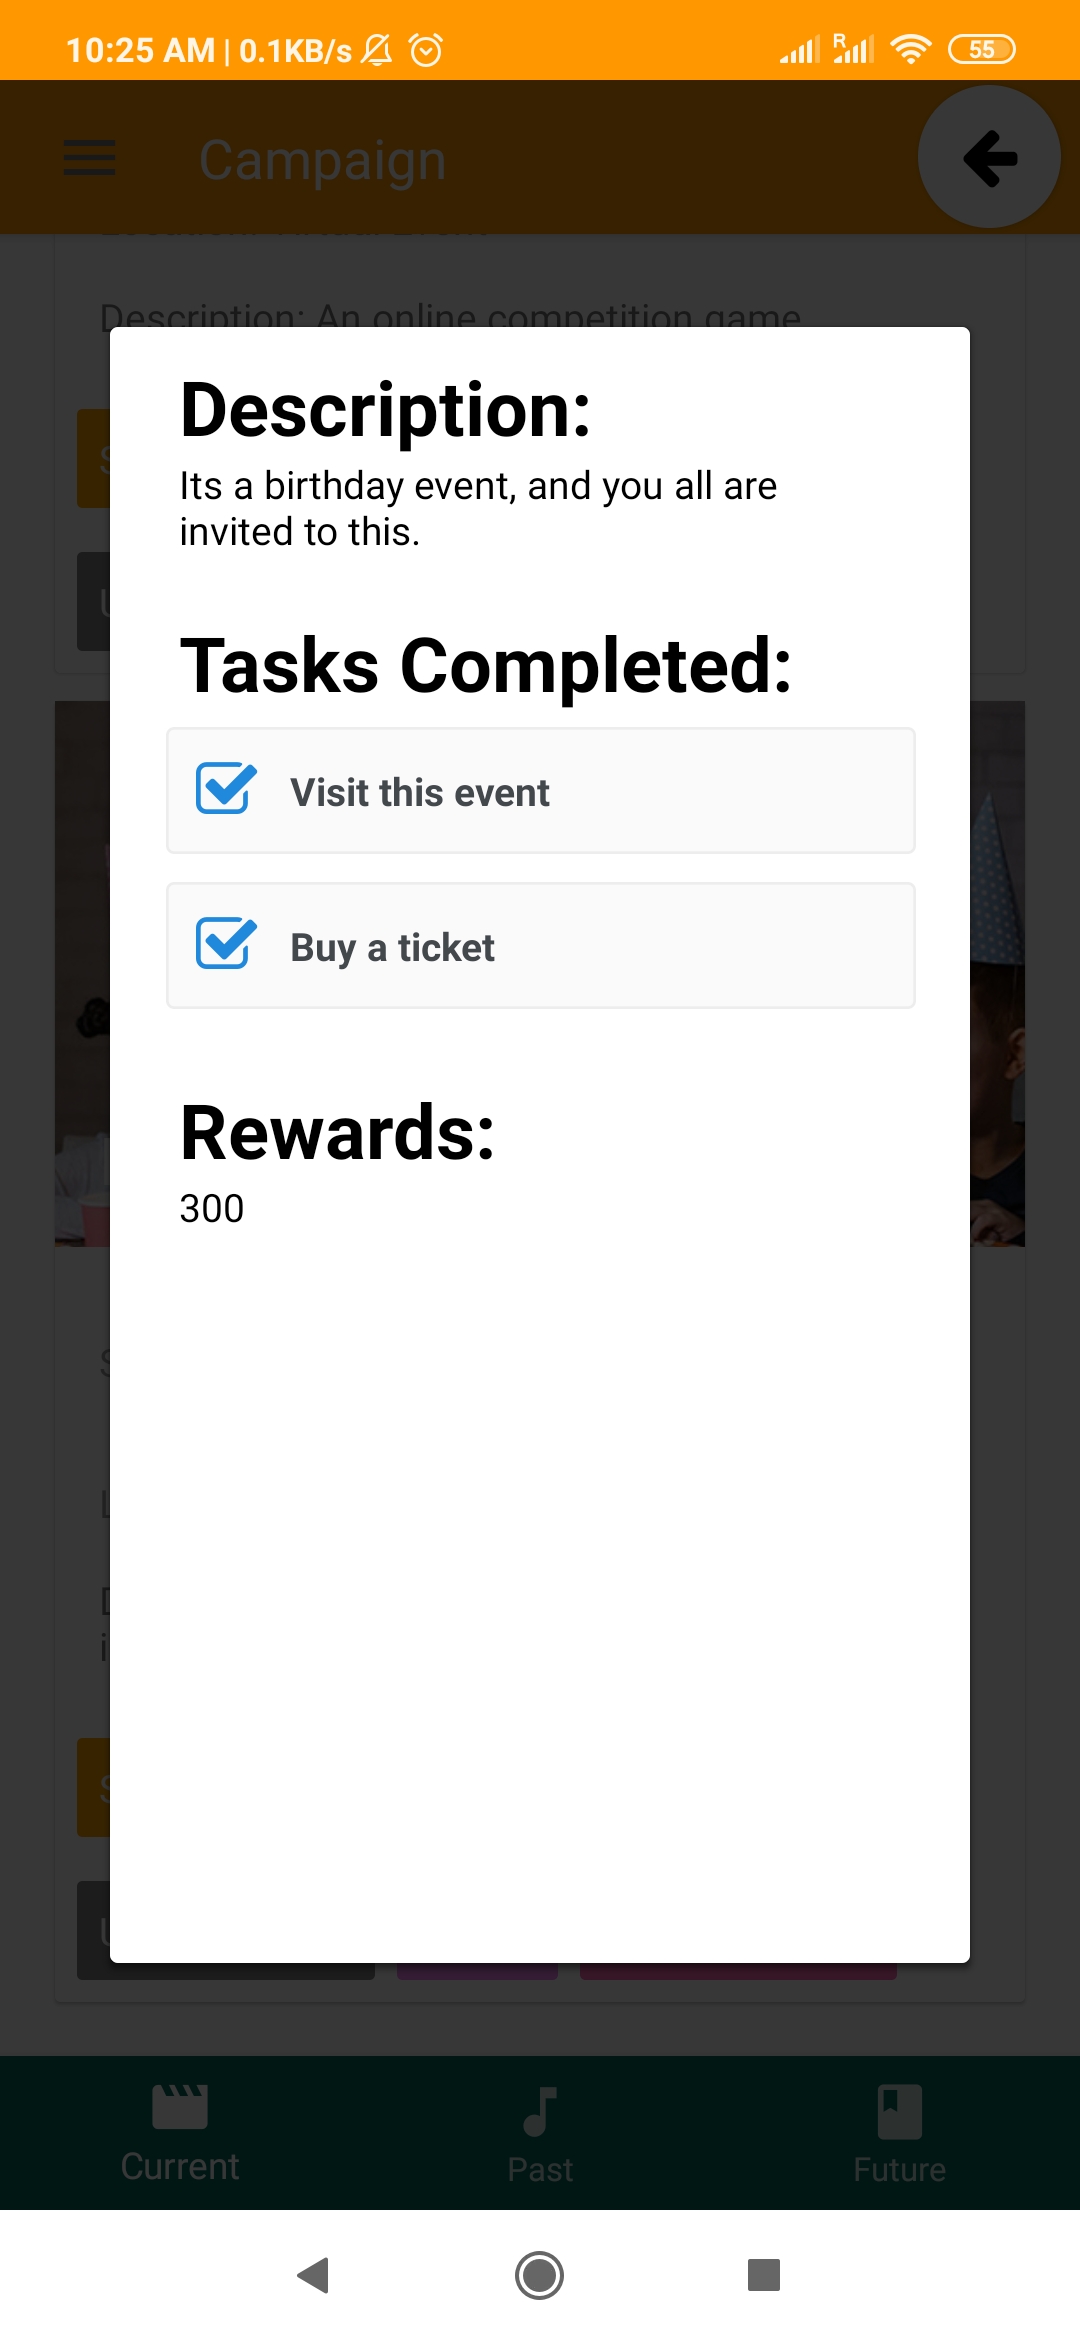 10:25 AM | 0.1KB/s
R
55
Campaign
Description: An online competition game
Description:
Its a birthday event, and you all are
invited to this.
Tasks Completed:
Visit this event
Buy a ticket
Rewards:
300
Current
Past
Future